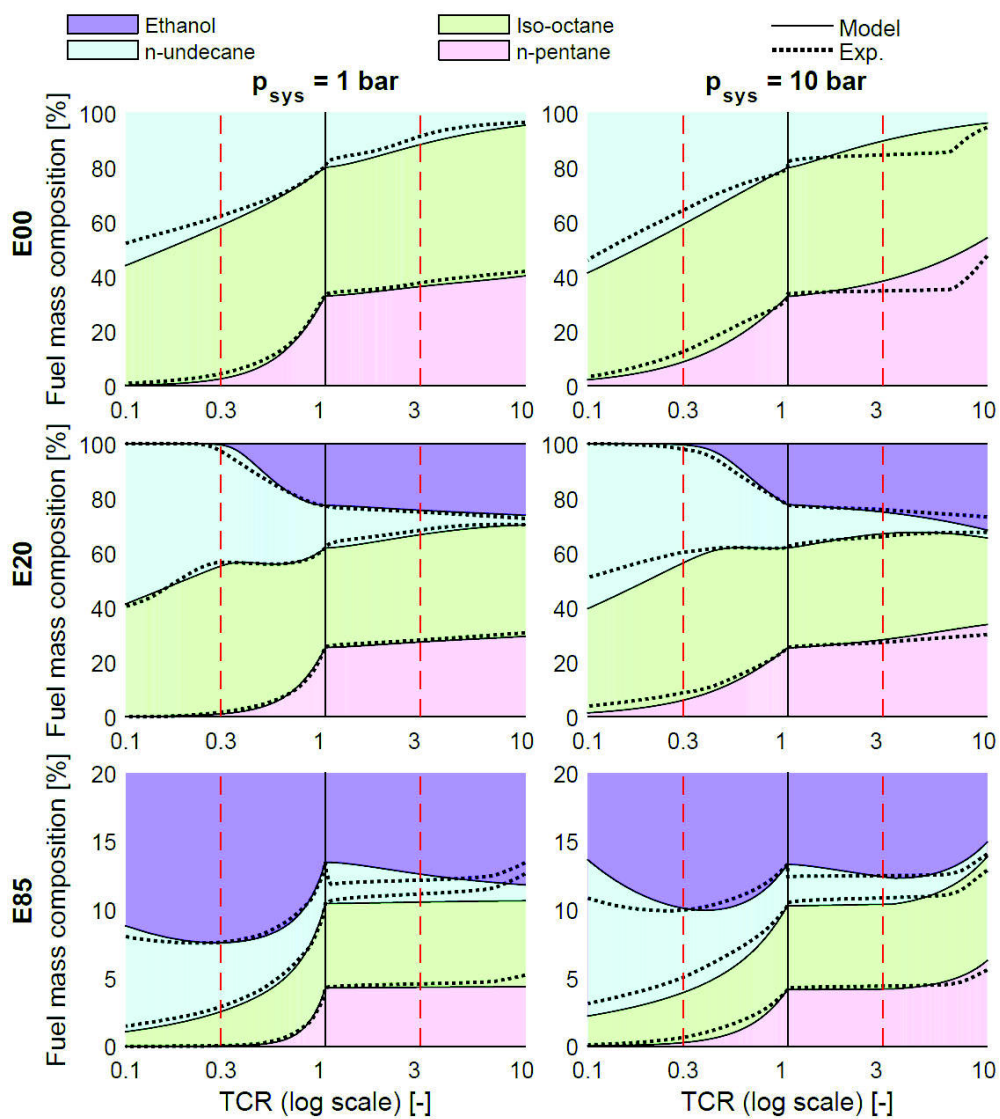 Ethanol Iso-octane Model
n-undecane n-pentane Exp.
p_sys = 1 bar p_sys = 10 bar
E00
Fuel mass composition [%]
100
80
60
40
20
0
0.1 0.3 1 3 10
100
80
60
40
20
0
0.1 0.3 1 3 10
E20
Fuel mass composition [%]
100
80
60
40
20
0
0.1 0.3 1 3 10
100
80
60
40
20
0
0.1 0.3 1 3 10
E85
Fuel mass composition [%]
20
15
10
5
0
0.1 0.3 1 3 10
TCR (log scale) [-]
20
15
10
5
0
0.1 0.3 1 3 10
TCR (log scale) [-]